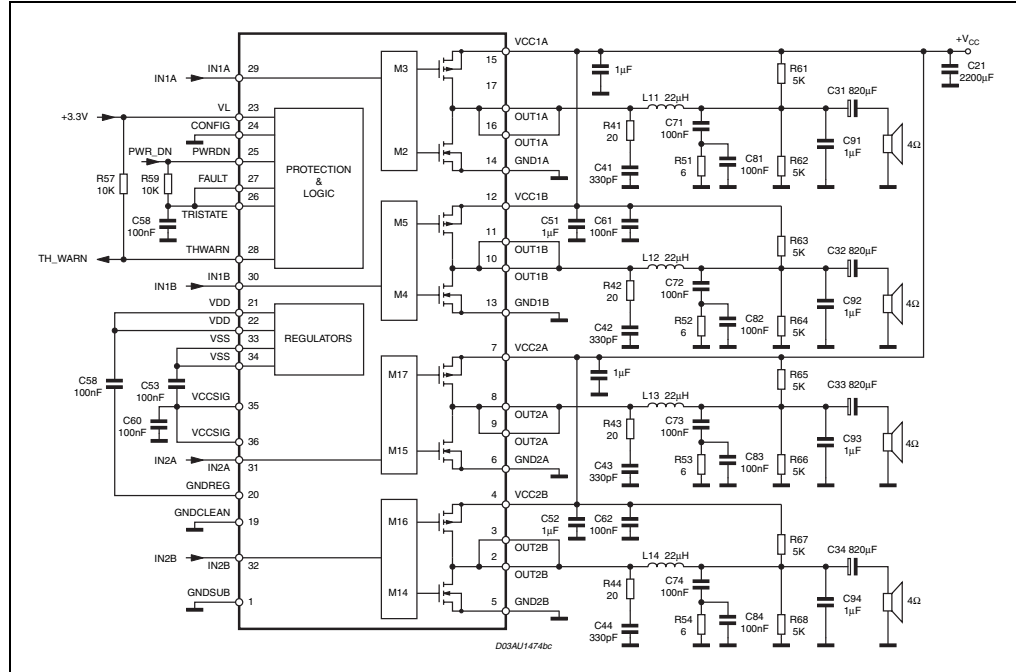 +VCC
VCC1A
15
IN1A
IN1A
29
M3
17
1µF
R61
5K
C21
2200µF
VL
23
+3.3V
CONFIG
24
L11 22µH
C31 820µF
OUT1A
16
OUT1A
R41
20
C71
100nF
C91
1µF
4Ω
PWR_DN
PWRDN
25
M2
14
GND1A
R57
10K
R59
10K
FAULT
27
26
TRISTATE
PROTECTION
&
LOGIC
C41
330pF
R51
6
C81
100nF
R62
5K
C58
100nF
12
VCC1B
M5
11
C51
1µF
C61
100nF
R63
5K
TH_WARN
THWARN
28
OUT1B
10
OUT1B
L12 22µH
C32 820µF
IN1B
IN1B
30
M4
13
GND1B
R42
20
C72
100nF
C92
1µF
4Ω
VDD
21
VDD
22
VSS
33
VSS
34
REGULATORS
C42
330pF
R52
6
C82
100nF
R64
5K
7
VCC2A
C58
100nF
C53
100nF
M17
1µF
R65
5K
VCCSIG
35
8
OUT2A
9
OUT2A
L13 22µH
C33 820µF
C60
100nF
VCCSIG
36
R43
20
C73
100nF
C93
1µF
4Ω
IN2A
IN2A
31
M15
6
GND2A
C43
330pF
R53
6
C83
100nF
R66
5K
GNDREG
20
4
VCC2B
GNDCLEAN
19
M16
3
C52
1µF
C62
100nF
R67
5K
OUT2B
2
OUT2B
L14 22µH
C34 820µF
IN2B
IN2B
32
M14
5
GND2B
R44
20
C74
100nF
C94
1µF
4Ω
GNDSUB
1
C44
330pF
R54
6
C84
100nF
R68
5K
D03AU1474bc